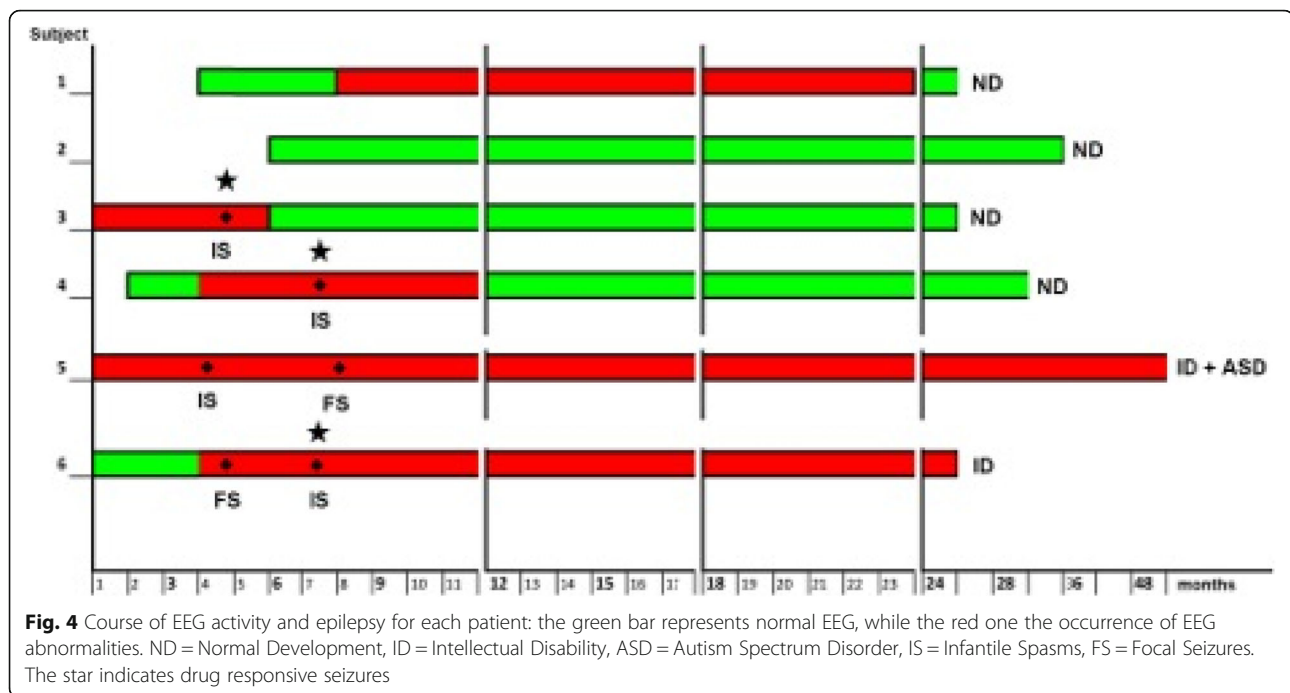 Subject
1
ND
2
ND
3
ND
IS
4
ND
IS
5
ID + ASD
IS FS
6
ID
FS IS
1 2 3 4 5 6 7 8 9 10 11 12 13 14 15 16 17 18 19 20 21 22 23 24 28 36 48 months
Fig. 4 Course of EEG activity and epilepsy for each patient: the green bar represents normal EEG, while the red one the occurrence of EEG
abnormalities. ND = Normal Development, ID = Intellectual Disability, ASD = Autism Spectrum Disorder, IS = Infantile Spasms, FS = Focal Seizures.
The star indicates drug responsive seizures